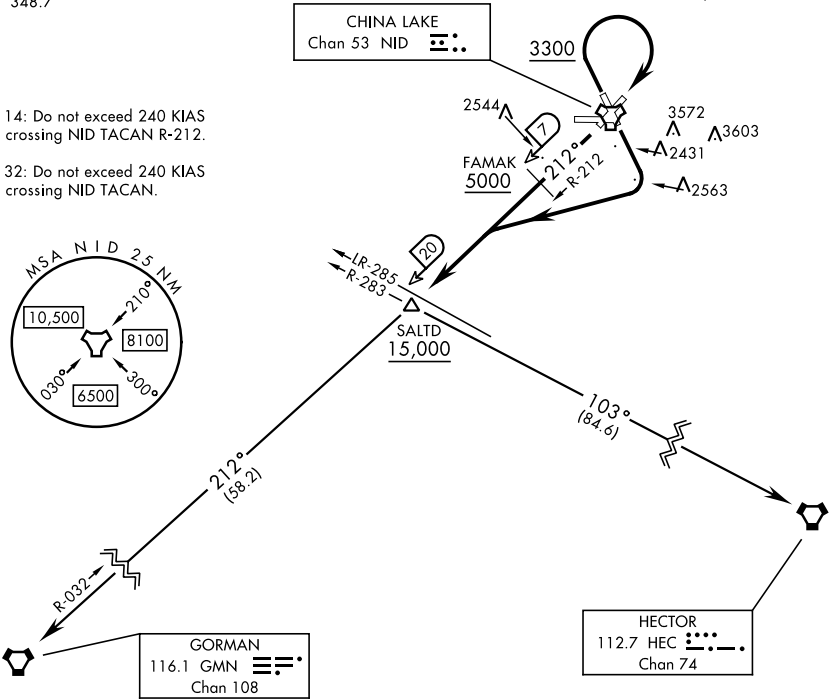 348.7
CHINA LAKE
Chan 53 NID
3300
14: Do not exceed 240 KIAS
crossing NID TACAN R-212.
32: Do not exceed 240 KIAS
crossing NID TACAN.
2544
7
3572
3603
2431
2563
FAMAK
5000
212°
R-212
MSA NID 25 NM
210°
10,500
8100
030°
300°
6500
20
LR-285
R-283
SALTD
15,000
103°
(84.6)
212°
(58.2)
R-032
GORMAN
116.1 GMN
Chan 108
HECTOR
112.7 HEC
Chan 74